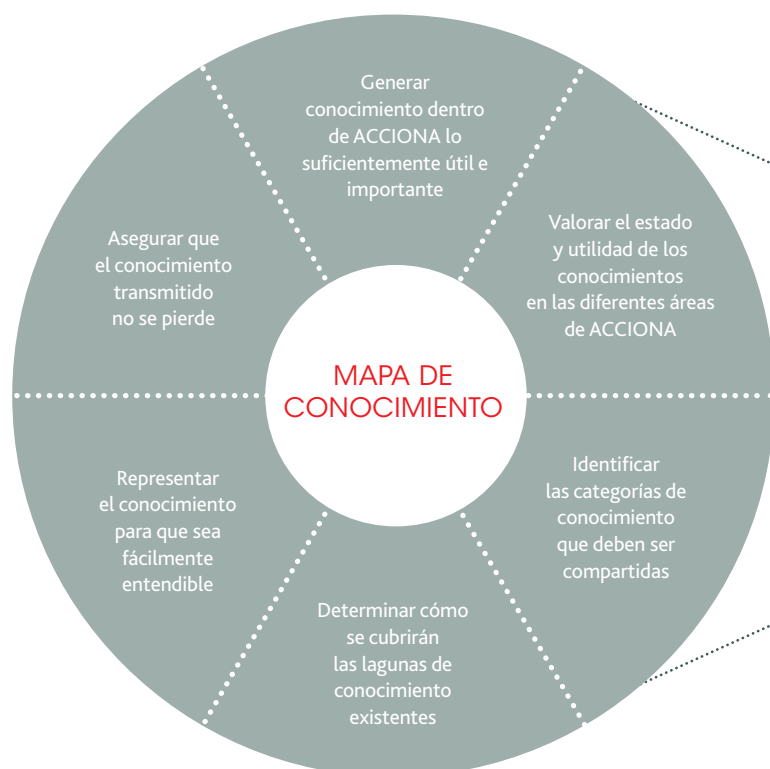 Generar
conocimiento dentro
de ACCIONA lo
suficientemente útil e
importante
Valorar el estado
y utilidad de los
conocimientos
en las diferentes áreas
de ACCIONA
Identificar
las categorías de
conocimiento
que deben ser
compartidas
Determinar cómo
se cubrirán
las lagunas de
conocimiento
existentes
Representar
el conocimiento
para que sea
fácilmente
entendible
Asegurar que
el conocimiento
transmitido
no se pierde
MAPA DE
CONOCIMIENTO